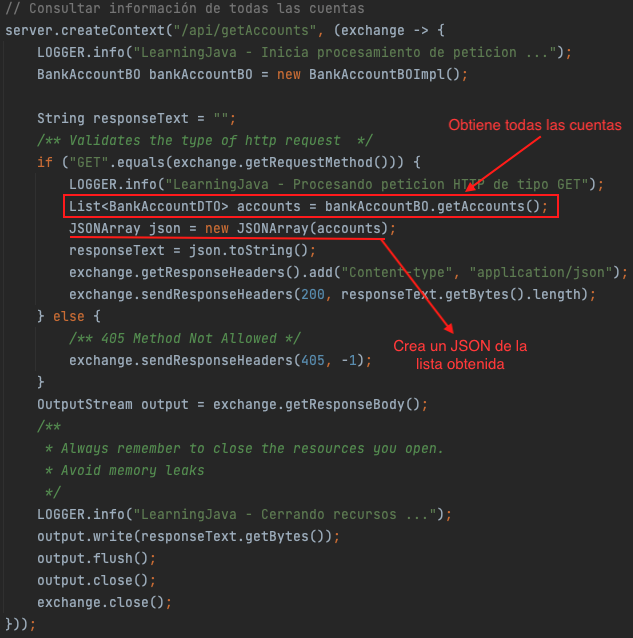 // Consultar información de todas las cuentas
server.createContext("/api/getAccounts", (exchange -> {
LOGGER.info("LearningJava - Inicia procesamiento de peticion ...");
BankAccountBO bankAccountBO = new BankAccountBOImpl();
String responseText = "";
/** Validates the type of http request  */
Obtiene todas las cuentas
if ("GET".equals(exchange.getRequestMethod())) {
LOGGER.info("LearningJava - Procesando peticion HTTP de tipo GET");
List<BankAccountDTO> accounts = bankAccountBO.getAccounts();
JSONArray json = new JSONArray(accounts);
responseText = json.toString();
exchange.getResponseHeaders().add("Content-type", "application/json");
exchange.sendResponseHeaders(200, responseText.getBytes().length);
} else {
/** 405 Method Not Allowed */
exchange.sendResponseHeaders(405, -1);
Crea un JSON de la
lista obtenida
}
OutputStream output = exchange.getResponseBody();
/**
* Always remember to close the resources you open.
* Avoid memory leaks
*/
LOGGER.info("LearningJava - Cerrando recursos ...");
output.write(responseText.getBytes());
output.flush();
output.close();
exchange.close();
}));